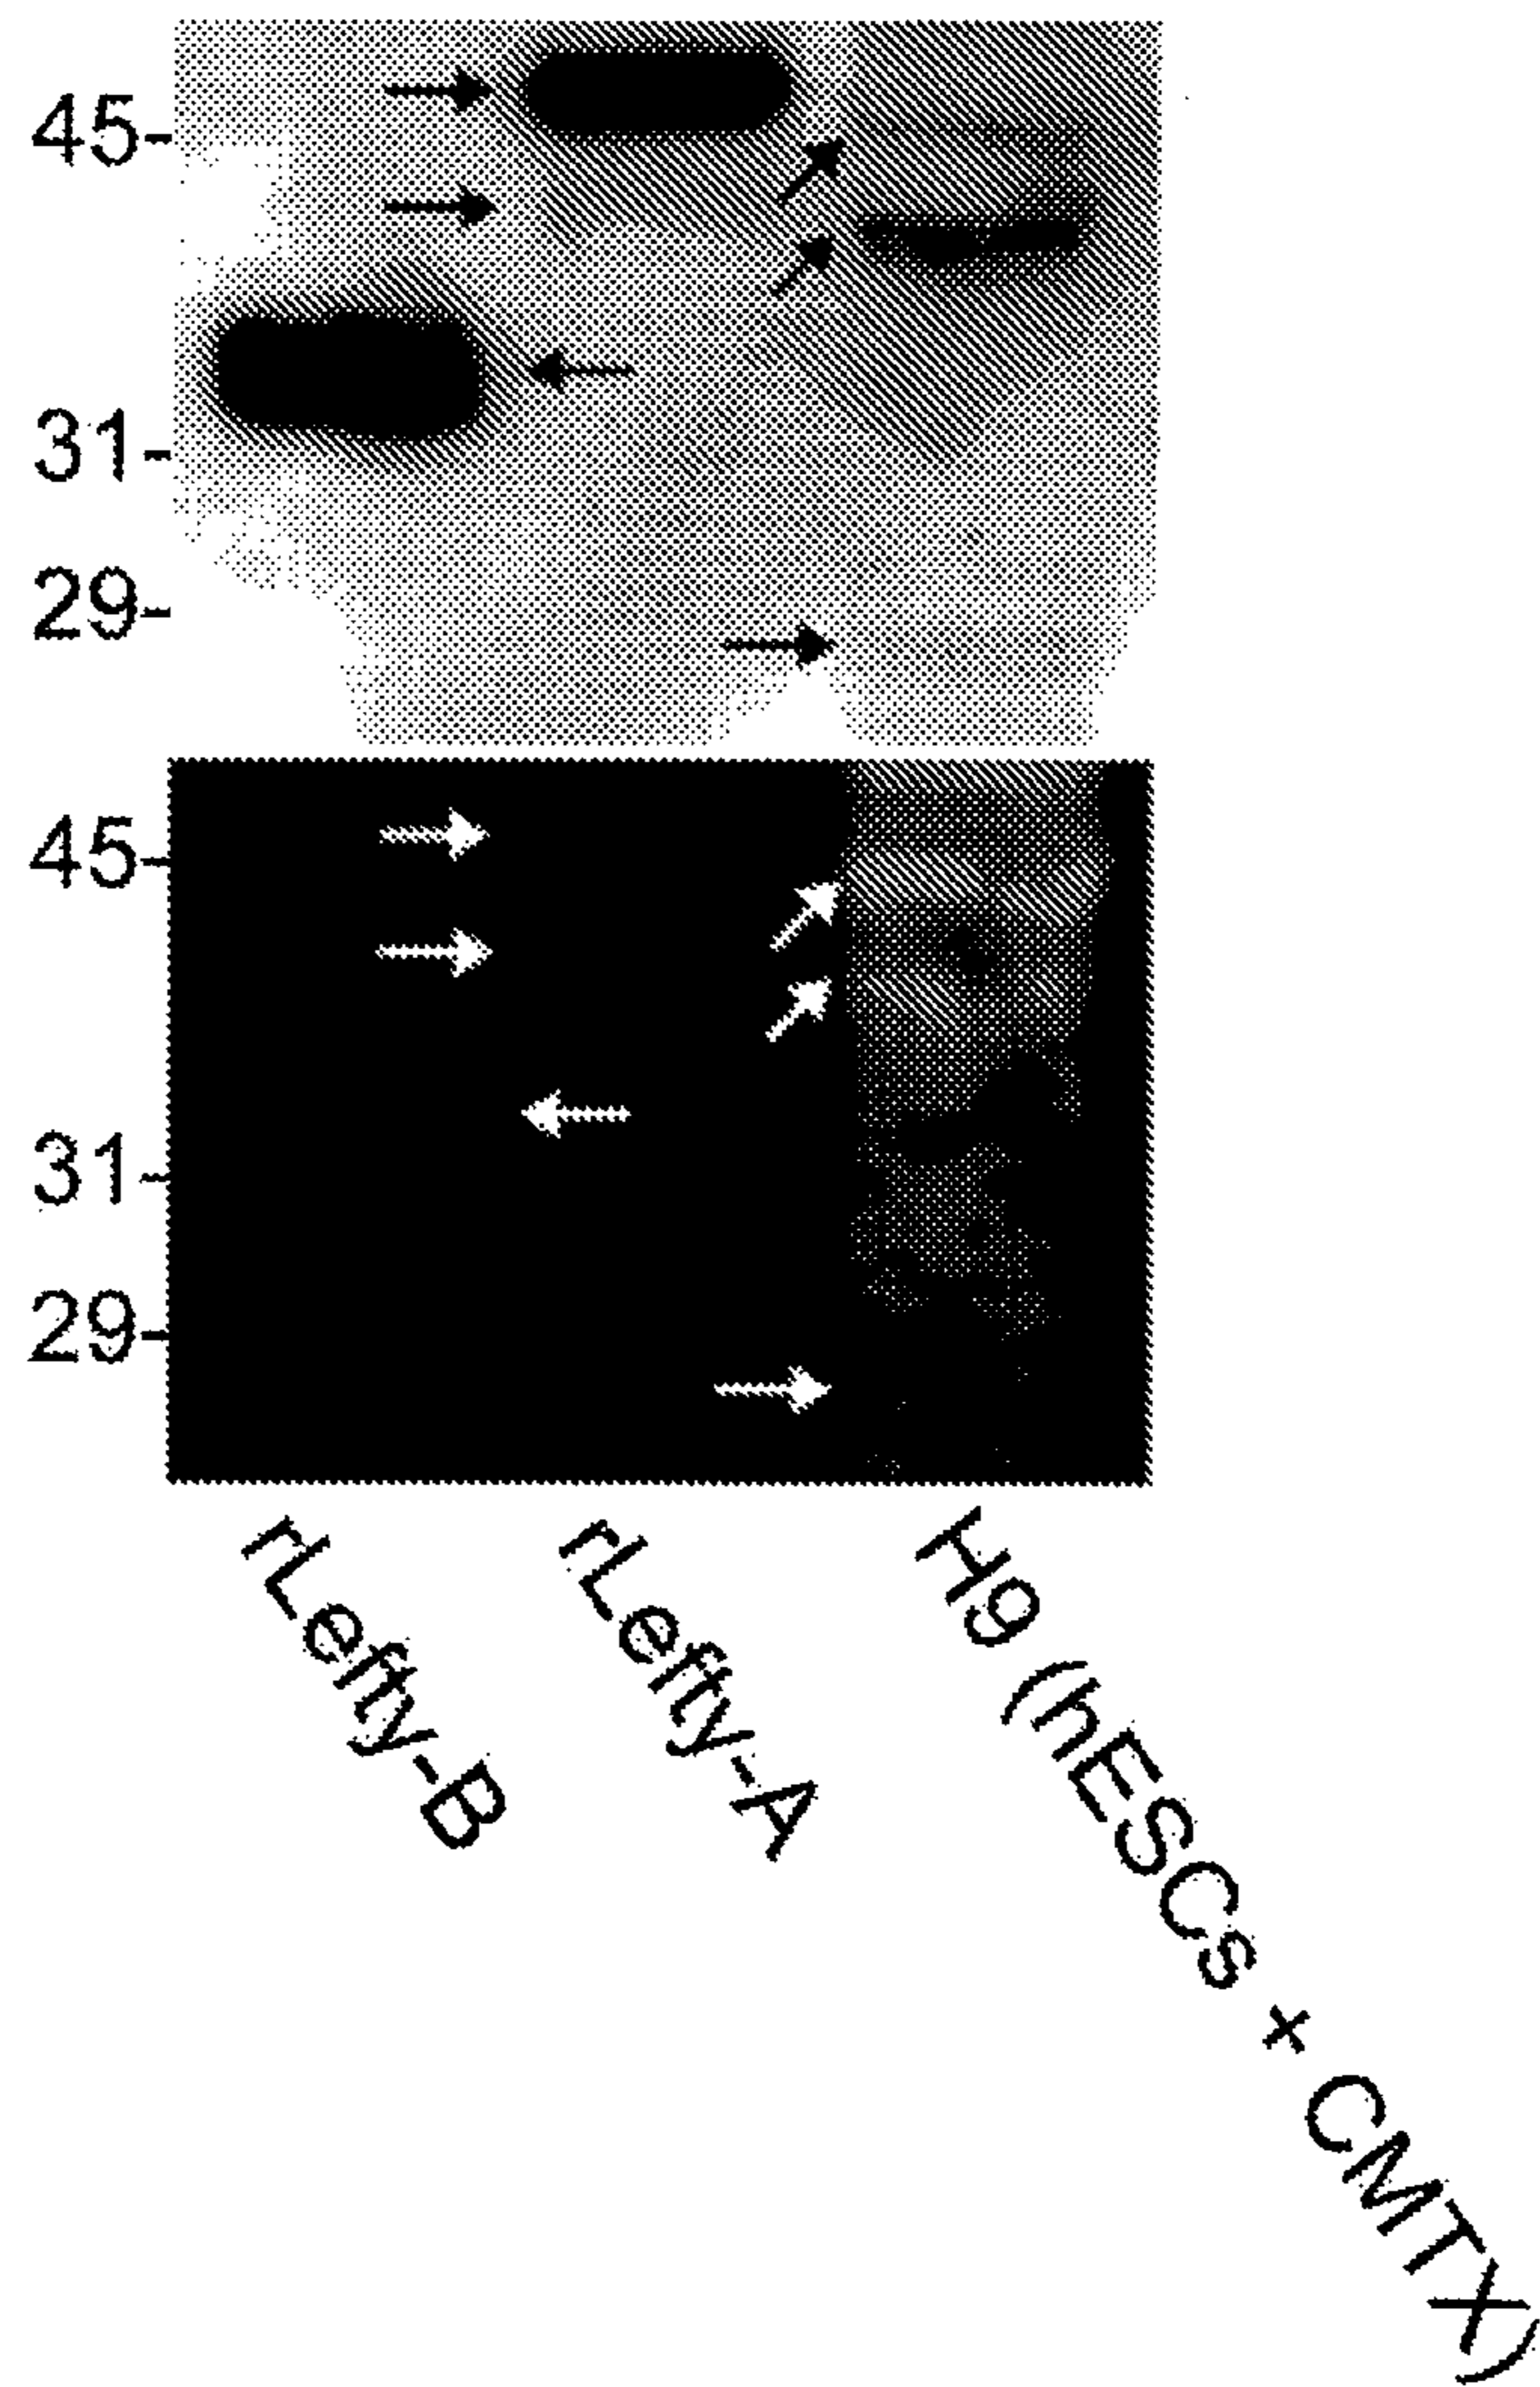 45-
31-
29-
45-
31-
29-
rLefty-B
rLefty-A
H9 (hESCs + CMTX)